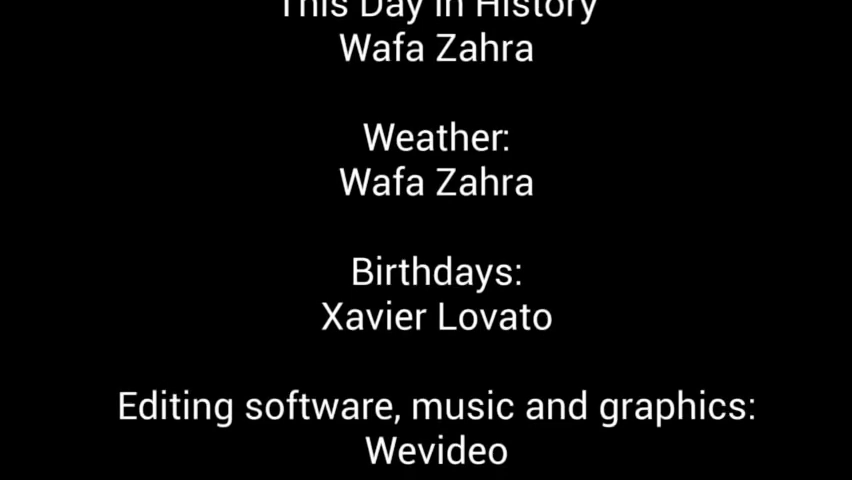 This Day in History
Wafa Zahra
Weather:
Wafa Zahra
Birthdays:
Xavier Lovato
Editing software, music and graphics:
Wevideo